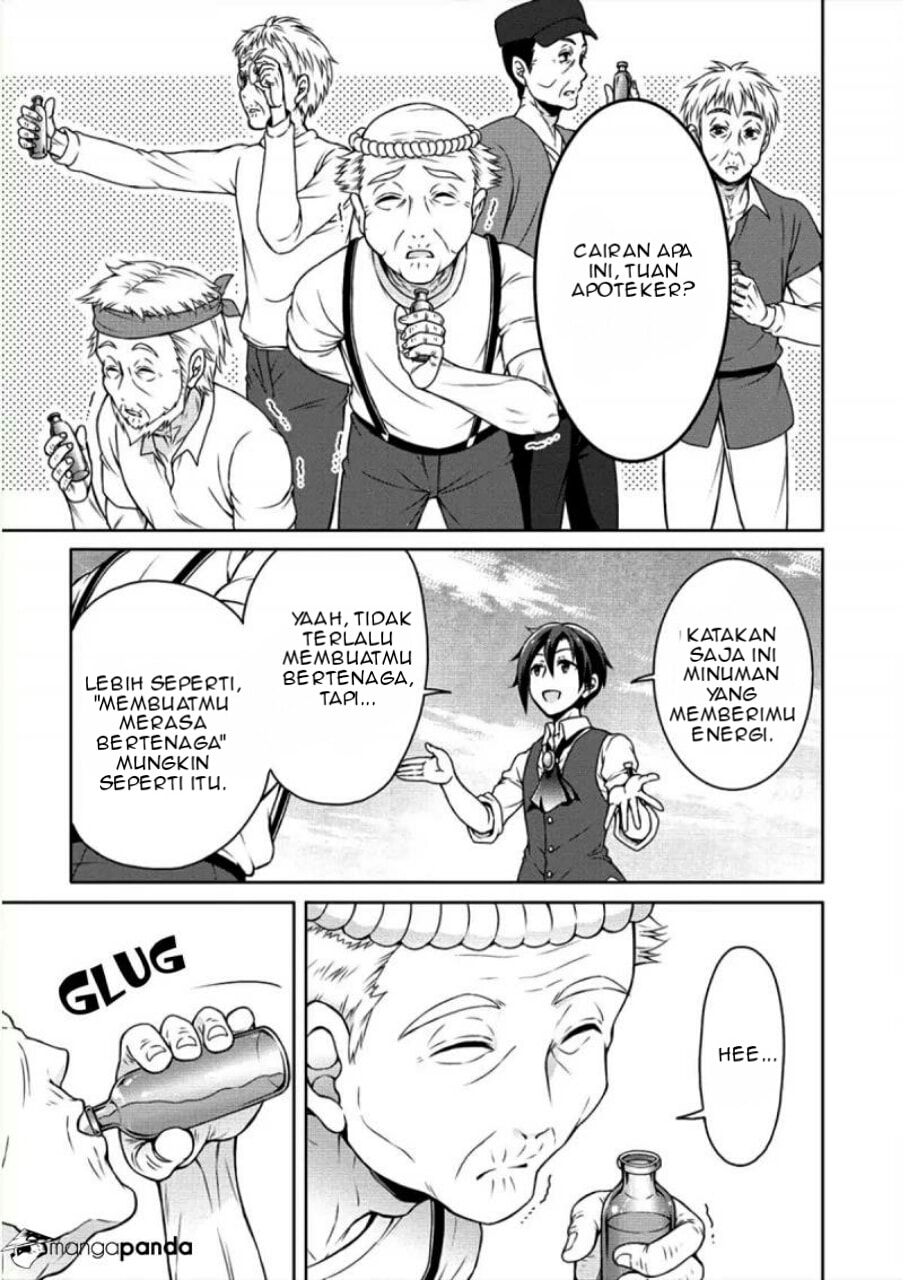 CAIRAN APA
INI, TUAN
APOTEKER?
KATAKAN
SAJA INI
MINUMAN
YANG
MEMBERIMU
ENERGI.
YAAH, TIDAK
TERLALU
MEMBUATMU
BERTENAGA,
TAPI...
LEBIH SEPERTI,
"MEMBUATMU
MERASA
BERTENAGA"
MUNGKIN
SEPERTI ITU.
HEE...
GLUG
mangapanda